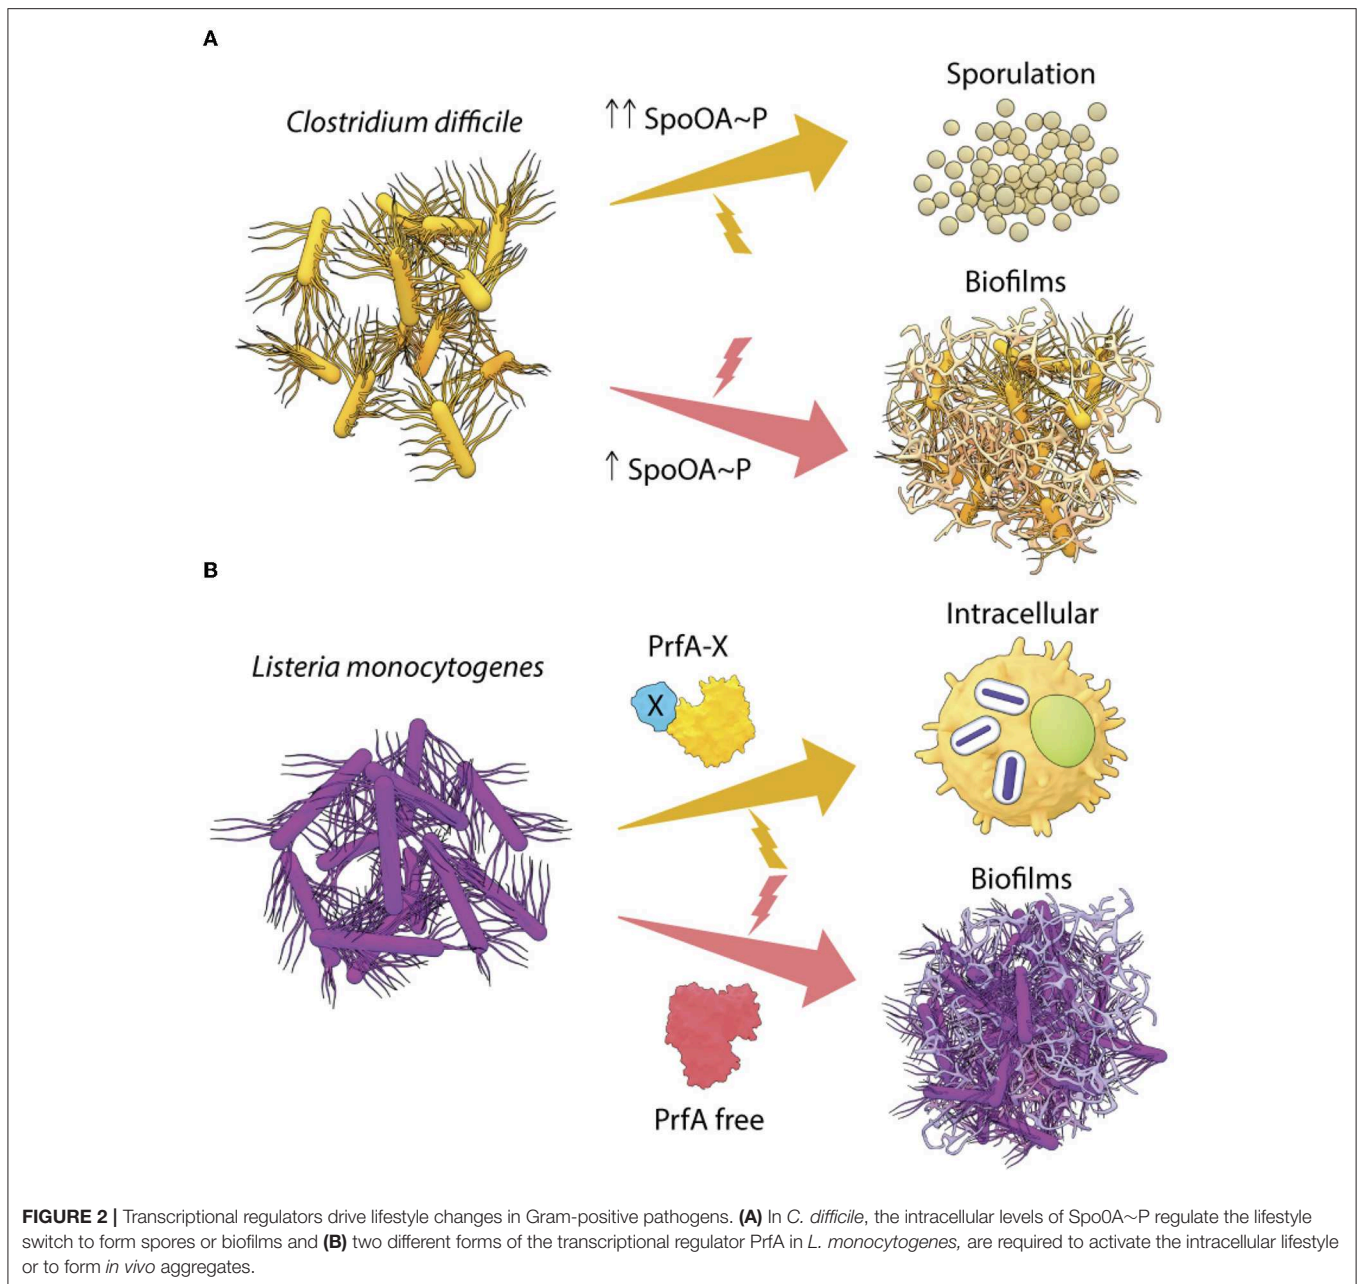 A
Clostridium difficile
↑↑ SpoOA~P
Sporulation
Biofilms
↑ SpoOA~P
B
Listeria monocytogenes
PrfA-X
X
Intracellular
Biofilms
PrfA free
FIGURE 2 | Transcriptional regulators drive lifestyle changes in Gram-positive pathogens. (A) In C. difficile, the intracellular levels of Spo0A∼P regulate the lifestyle
switch to form spores or biofilms and (B) two different forms of the transcriptional regulator PrfA in L. monocytogenes, are required to activate the intracellular lifestyle
or to form in vivo aggregates.